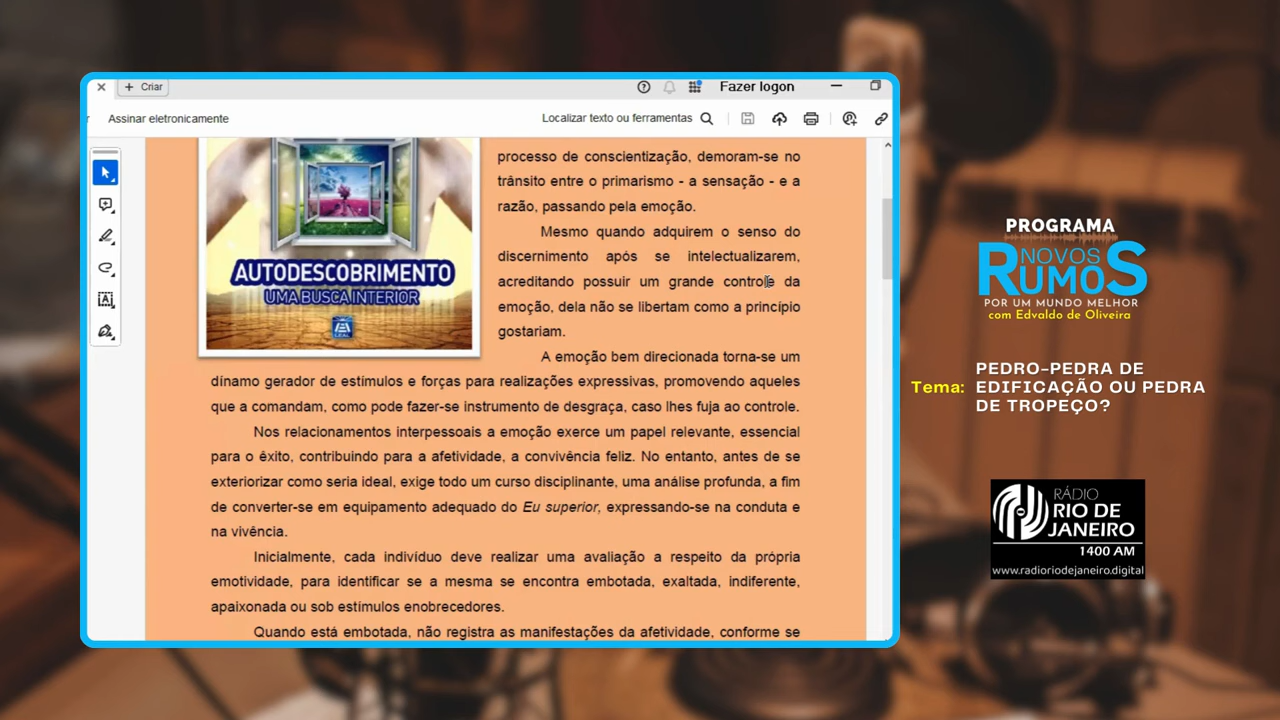 Criar
Fazer logon
Assinar eletronicamente
Localizar texto ou ferramentas
AUTODESCOBRIMENTO
UMA BUSCA INTERIOR
LEAL
processo de conscientização, demoram-se no
trânsito entre o primarismo - a sensação - e a
razão, passando pela emoção.
Mesmo quando adquirem o senso do
discernimento após se intelectualizarem,
acreditando possuir um grande controle da
emoção, dela não se libertam como a princípio
gostariam.
A emoção bem direcionada torna-se um
dínamo gerador de estímulos e forças para realizações expressivas, promovendo aqueles
que a comandam, como pode fazer-se instrumento de desgraça, caso lhes fuja ao controle.
Nos relacionamentos interpessoais a emoção exerce um papel relevante, essencial
para o êxito, contribuindo para a afetividade, a convivência feliz. No entanto, antes de se
exteriorizar como seria ideal, exige todo um curso disciplinante, uma análise profunda, a fim
de converter-se em equipamento adequado do Eu superior, expressando-se na conduta e
na vivência.
Inicialmente, cada indivíduo deve realizar uma avaliação a respeito da própria
emotividade, para identificar se a mesma se encontra embotada, exaltada, indiferente,
apaixonada ou sob estímulos enobrecedores.
Quando está embotada, não registra as manifestações da afetividade, conforme se
PROGRAMA
NOVOS
RUMOS
POR UM MUNDO MELHOR
com Edvaldo de Oliveira
Tema: PEDRO-PEDRA DE
EDIFICAÇÃO OU PEDRA
DE TROPEÇO?
RÁDIO
RIO DE
JANEIRO
1400 AM
www.radioriodejaneiro.digital